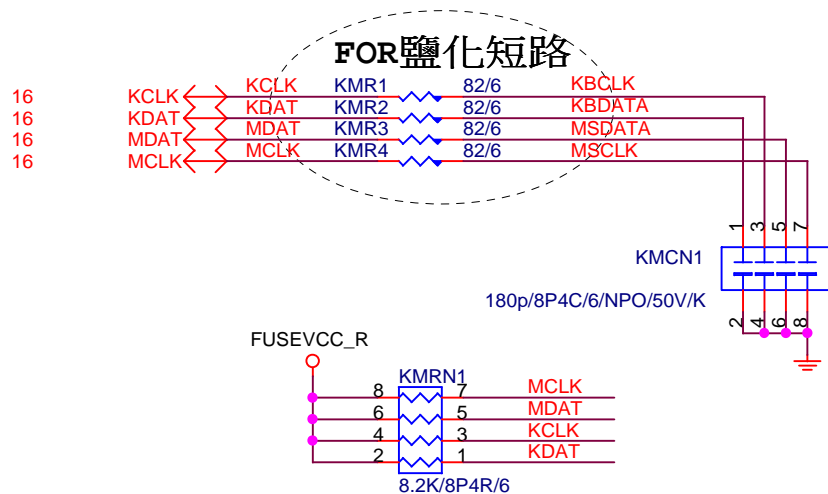 FOR鹽化短路
16 KCLK KCLK KMR1 82/6 KBCLK
16 KDAT KDAT KMR2 82/6 KBDATA
16 MDAT MDAT KMR3 82/6 MSDATA
16 MCLK MCLK KMR4 82/6 MSCLK
1 3 5 7
KMCN1
180p/8P4C/6/NPO/50V/K
2 4 6 8
FUSEVCC_R
KMRN1
8 7 MCLK
6 5 MDAT
4 3 KCLK
2 1 KDAT
8.2K/8P4R/6